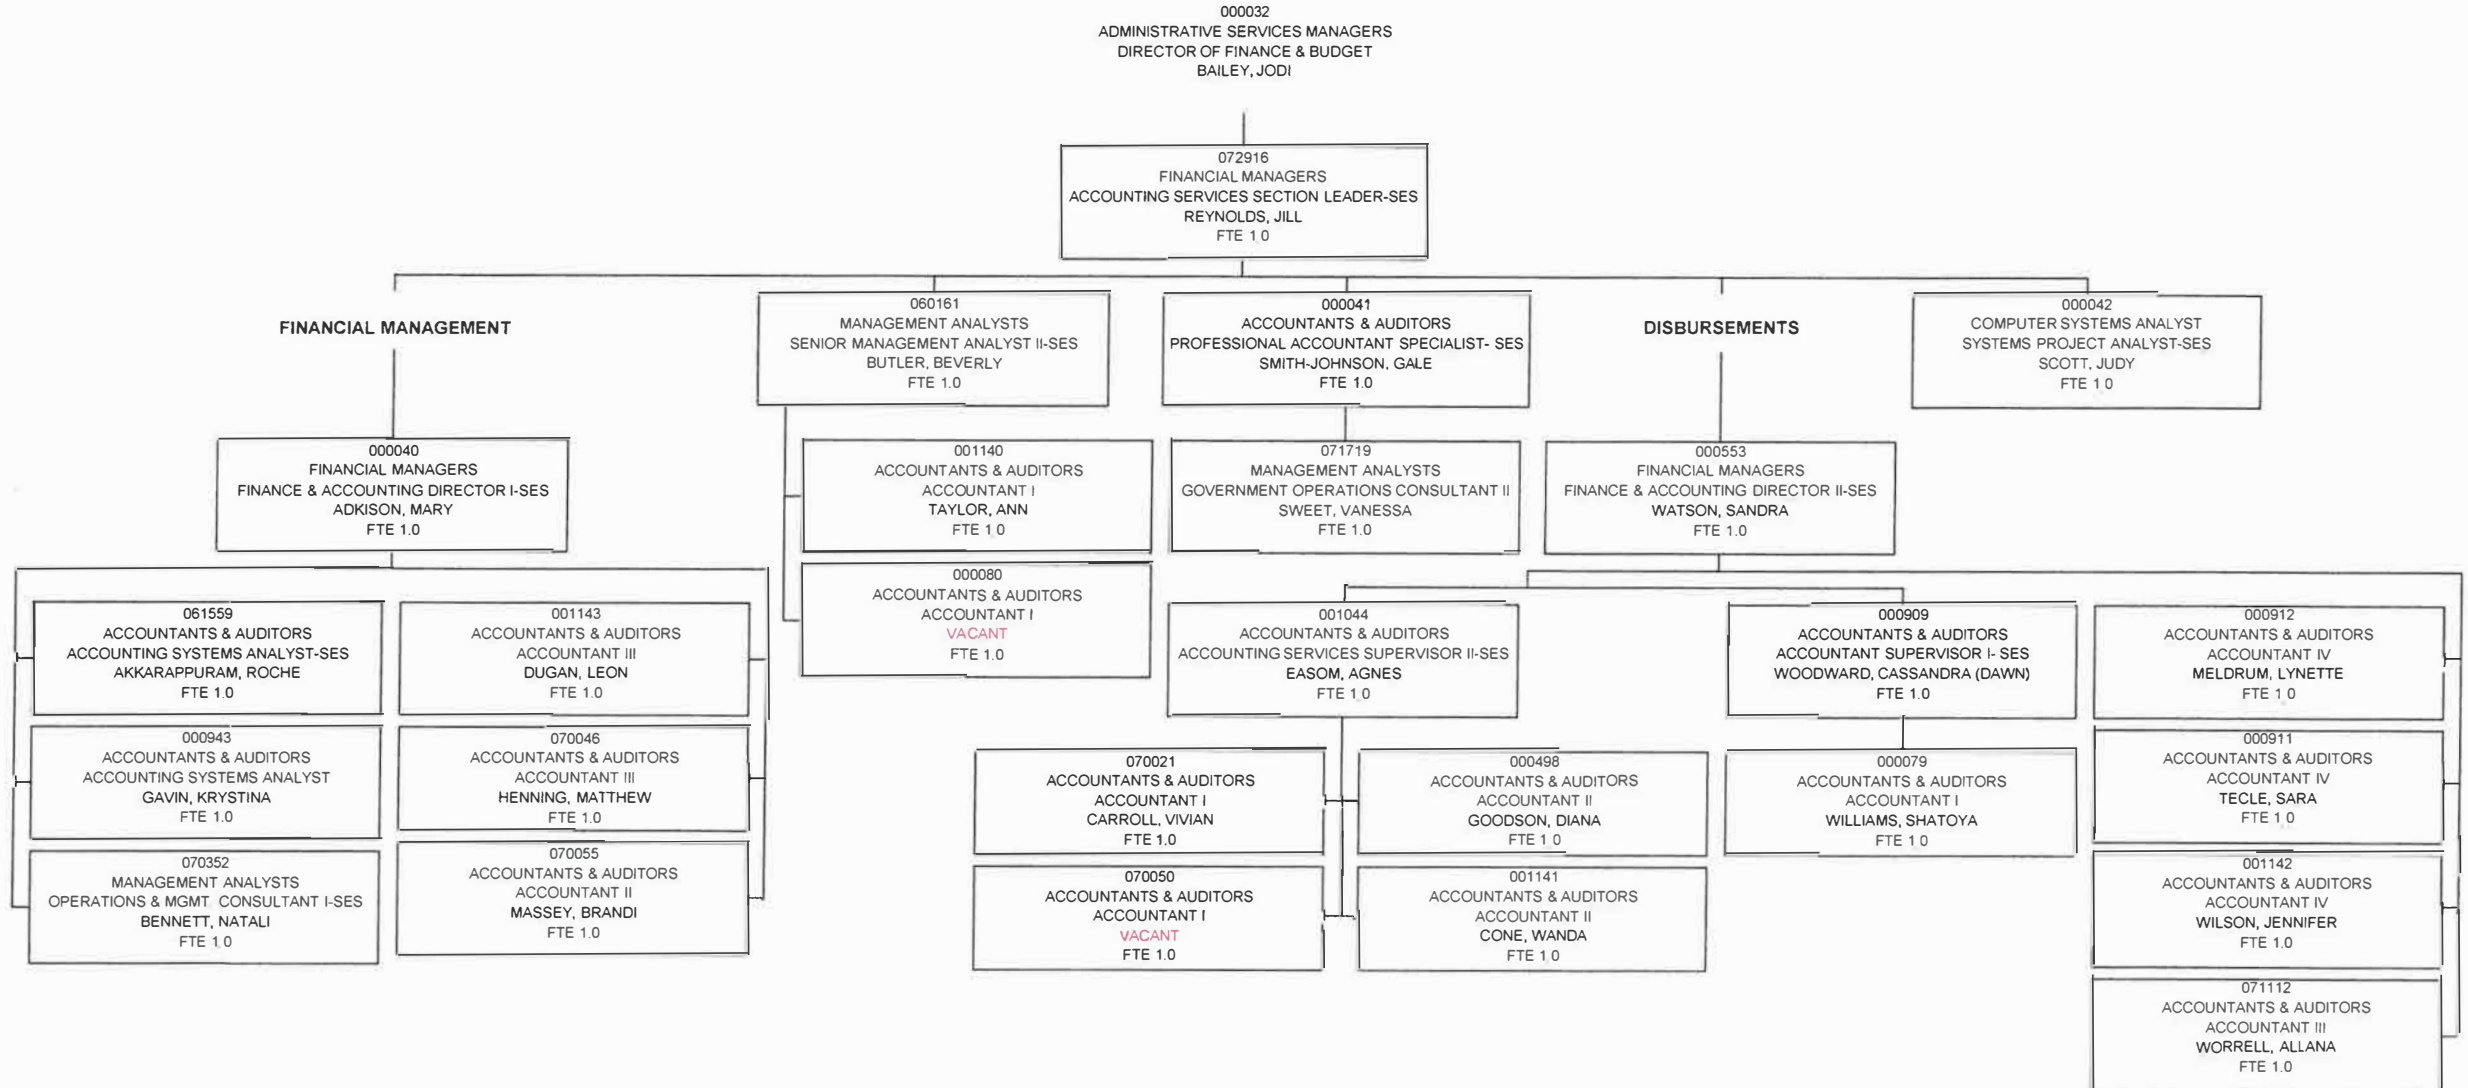 000032
ADMINISTRATIVE SERVICES MANAGERS
DIRECTOR OF FINANCE & BUDGET
BAILEY, JODI
072916
FINANCIAL MANAGERS
ACCOUNTING SERVICES SECTION LEADER-SES
REYNOLDS, JILL
FTE 1.0
FINANCIAL MANAGEMENT
060161
MANAGEMENT ANALYSTS
SENIOR MANAGEMENT ANALYST II-SES
BUTLER, BEVERLY
FTE 1.0
000041
ACCOUNTANTS & AUDITORS
PROFESSIONAL ACCOUNTANT SPECIALIST- SES
SMITH-JOHNSON, GALE
FTE 1.0
DISBURSEMENTS
000042
COMPUTER SYSTEMS ANALYST
SYSTEMS PROJECT ANALYST-SES
SCOTT, JUDY
FTE 1.0
000040
FINANCIAL MANAGERS
FINANCE & ACCOUNTING DIRECTOR I-SES
ADKISON, MARY
FTE 1.0
001140
ACCOUNTANTS & AUDITORS
ACCOUNTANT I
TAYLOR, ANN
FTE 1.0
071719
MANAGEMENT ANALYSTS
GOVERNMENT OPERATIONS CONSULTANT II
SWEET, VANESSA
FTE 1.0
000553
FINANCIAL MANAGERS
FINANCE & ACCOUNTING DIRECTOR II-SES
WATSON, SANDRA
FTE 1.0
000080
ACCOUNTANTS & AUDITORS
ACCOUNTANT I
VACANT
FTE 1.0
061559
ACCOUNTANTS & AUDITORS
ACCOUNTING SYSTEMS ANALYST-SES
AKKARAPPURAM, ROCHE
FTE 1.0
001143
ACCOUNTANTS & AUDITORS
ACCOUNTANT III
DUGAN, LEON
FTE 1.0
001044
ACCOUNTANTS & AUDITORS
ACCOUNTING SERVICES SUPERVISOR II-SES
EASOM, AGNES
FTE 1.0
000909
ACCOUNTANTS & AUDITORS
ACCOUNTANT SUPERVISOR I- SES
WOODWARD, CASSANDRA (DAWN)
FTE 1.0
000912
ACCOUNTANTS & AUDITORS
ACCOUNTANT IV
MELDRUM, LYNETTE
FTE 1.0
000943
ACCOUNTANTS & AUDITORS
ACCOUNTING SYSTEMS ANALYST
GAVIN, KRYSTINA
FTE 1.0
070046
ACCOUNTANTS & AUDITORS
ACCOUNTANT III
HENNING, MATTHEW
FTE 1.0
070021
ACCOUNTANTS & AUDITORS
ACCOUNTANT I
CARROLL, VIVIAN
FTE 1.0
000498
ACCOUNTANTS & AUDITORS
ACCOUNTANT II
GOODSON, DIANA
FTE 1.0
000079
ACCOUNTANTS & AUDITORS
ACCOUNTANT I
WILLIAMS, SHATOYA
FTE 1.0
000911
ACCOUNTANTS & AUDITORS
ACCOUNTANT IV
TECLE, SARA
FTE 1.0
070352
MANAGEMENT ANALYSTS
OPERATIONS & MGMT CONSULTANT I-SES
BENNETT, NATALI
FTE 1.0
070055
ACCOUNTANTS & AUDITORS
ACCOUNTANT II
MASSEY, BRANDI
FTE 1.0
070050
ACCOUNTANTS & AUDITORS
ACCOUNTANT I
VACANT
FTE 1.0
001141
ACCOUNTANTS & AUDITORS
ACCOUNTANT II
CONE, WANDA
FTE 1.0
001142
ACCOUNTANTS & AUDITORS
ACCOUNTANT IV
WILSON, JENNIFER
FTE 1.0
071112
ACCOUNTANTS & AUDITORS
ACCOUNTANT III
WORRELL, ALLANA
FTE 1.0